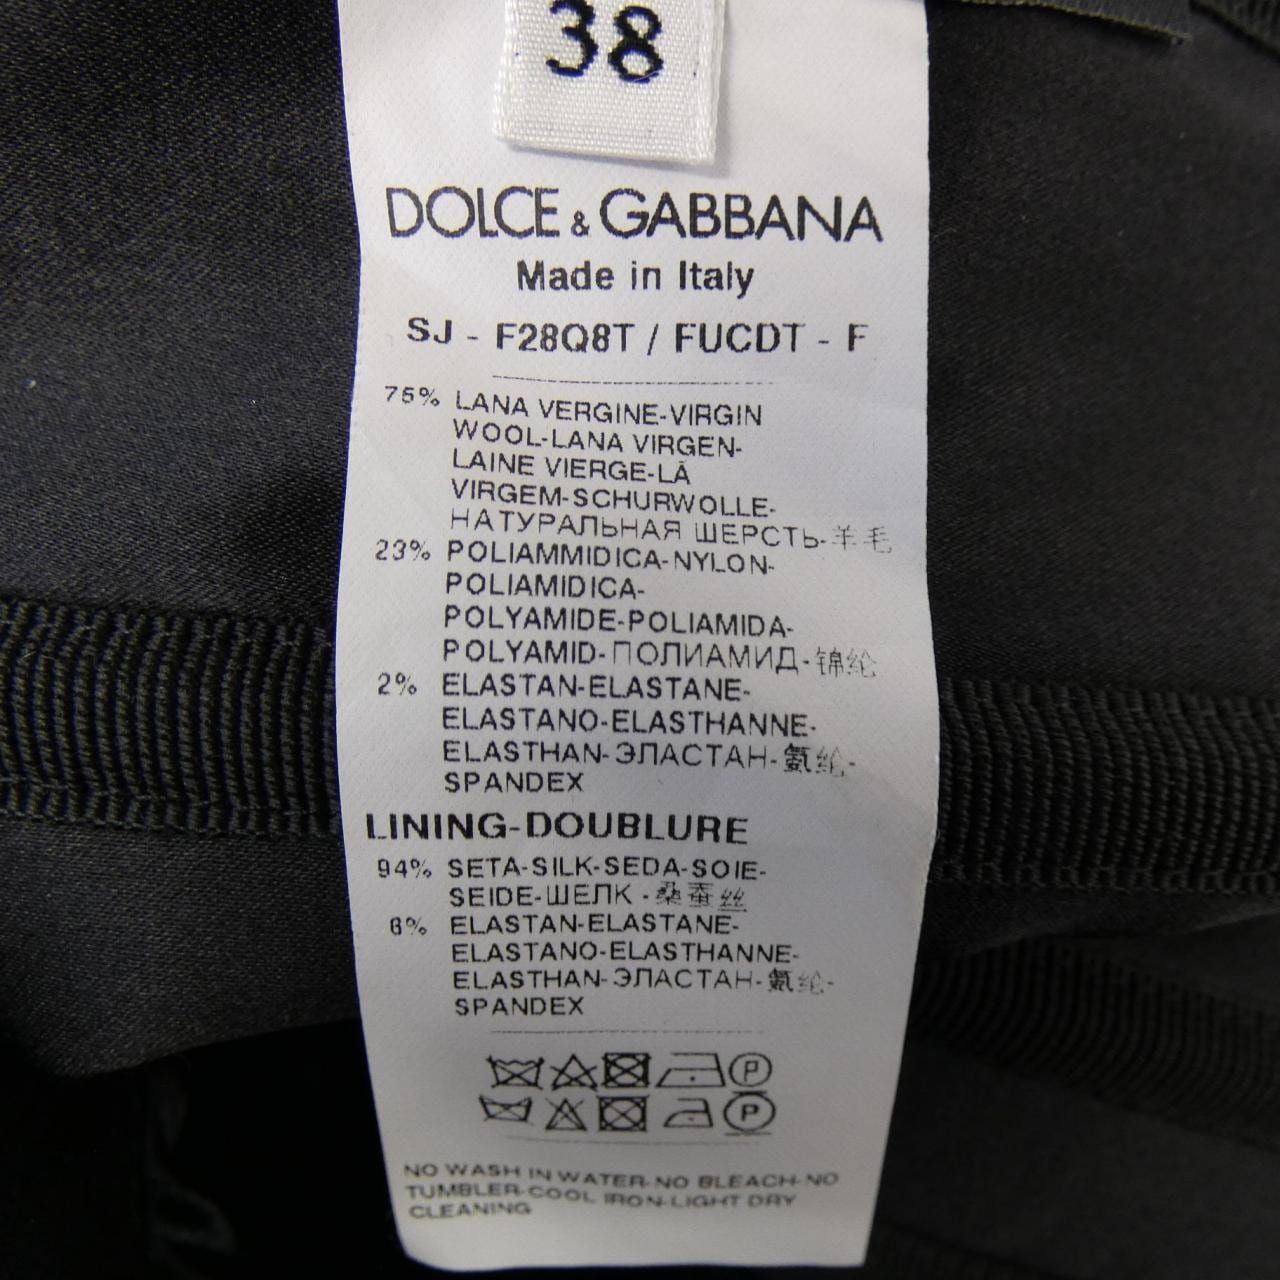 38
DOLCE & GABBANA
Made in Italy
SJ - F28Q8T / FUCDT - F
75% LANA VERGINE-VIRGIN
WOOL-LANA VIRGEN-
LAINE VIERGE-LÃ
VIRGEM-SCHURWOLLE-
НАТУРАЛЬНАЯ ШЕРСТЬ-羊毛
23% POLIAMMIDICA-NYLON-
POLIAMIDICA-
POLYAMIDE-POLIAMIDA-
POLYAMID-ПОЛИАМИД-锦纶
2% ELASTAN-ELASTANE-
ELASTANO-ELASTHANNE-
ELASTHAN-ЭЛАСТАН-氨纶-
SPANDEX
LINING-DOUBLURE
94% SETA-SILK-SEDA-SOIE-
SEIDE-ШЕЛК-桑蚕丝
6% ELASTAN-ELASTANE-
ELASTANO-ELASTHANNE-
ELASTHAN-ЭЛАСТАН-氨纶-
SPANDEX
P
P
NO WASH IN WATER-NO BLEACH-NO
TUMBLER-COOL IRON-LIGHT DRY
CLEANING